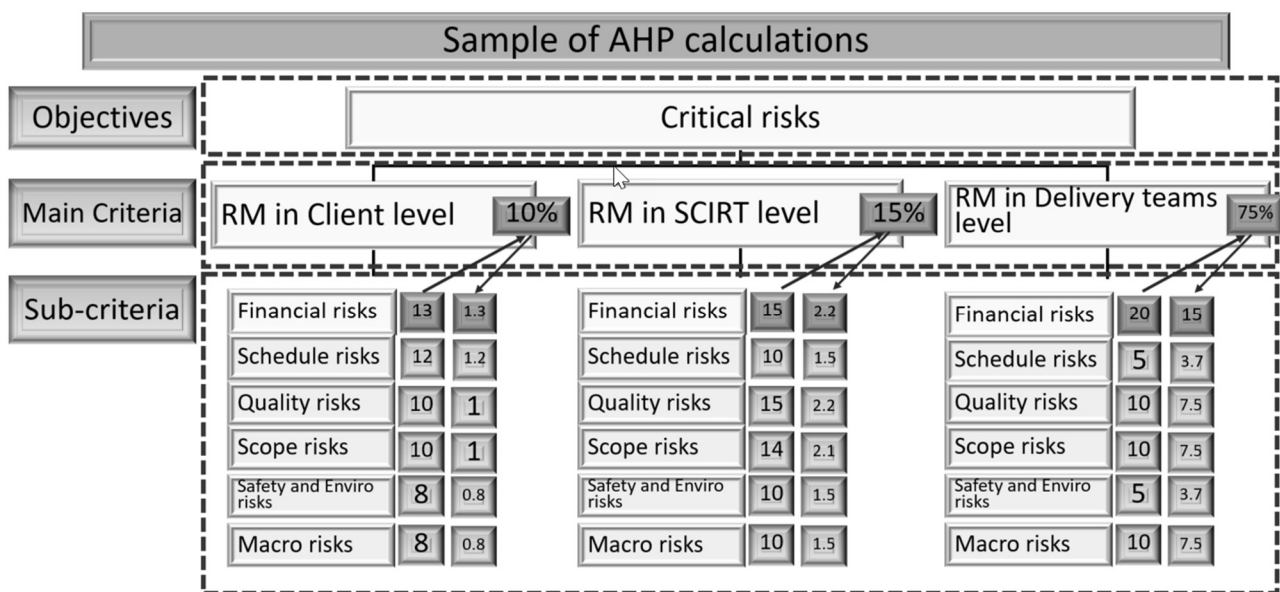 Sample of AHP calculations
Objectives
Critical risks
Main Criteria
RM in Client level
10%
RM in SCIRT level
15%
RM in Delivery teams
level
75%
Sub-criteria
Financial risks 13 1.3
Schedule risks 12 1.2
Quality risks 10 1
Scope risks 10 1
Safety and Enviro
risks
8 0.8
Macro risks 8 0.8
Financial risks 15 2.2
Schedule risks 10 1.5
Quality risks 15 2.2
Scope risks 14 2.1
Safety and Enviro
risks
10 1.5
Macro risks 10 1.5
Financial risks 20 15
Schedule risks 5 3.7
Quality risks 10 7.5
Scope risks 10 7.5
Safety and Enviro
risks
5 3.7
Macro risks 10 7.5